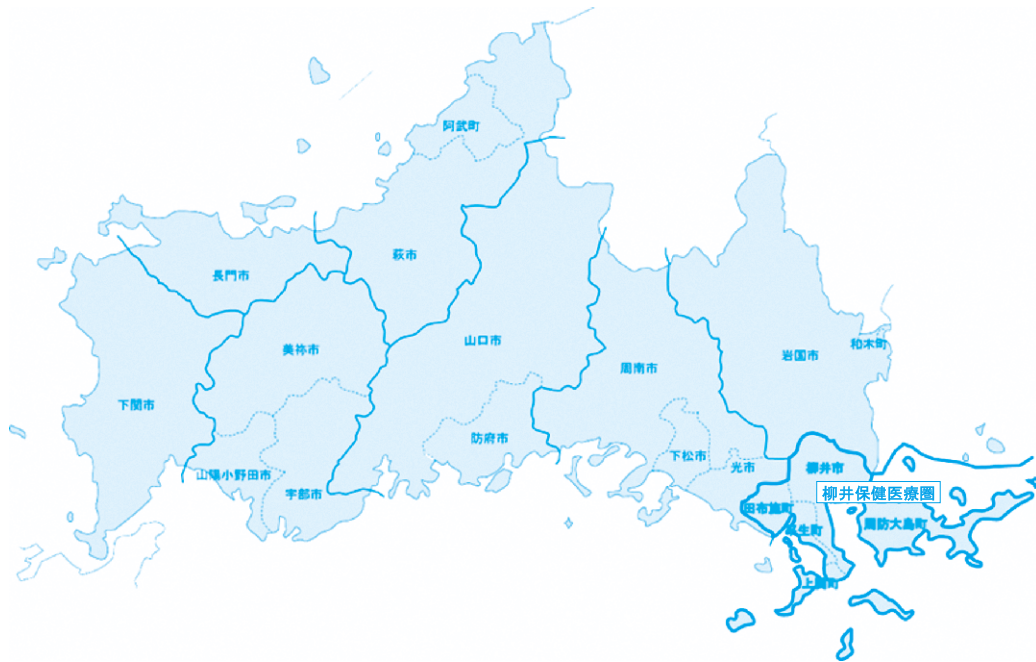 阿武町
萩市
長門市
美祢市
山口市
岩国市
和木町
周南市
下関市
防府市
下松市
光市
山陽小野田市
宇部市
柳井市
柳井保健医療圏
田布施町
周防大島町
上関町